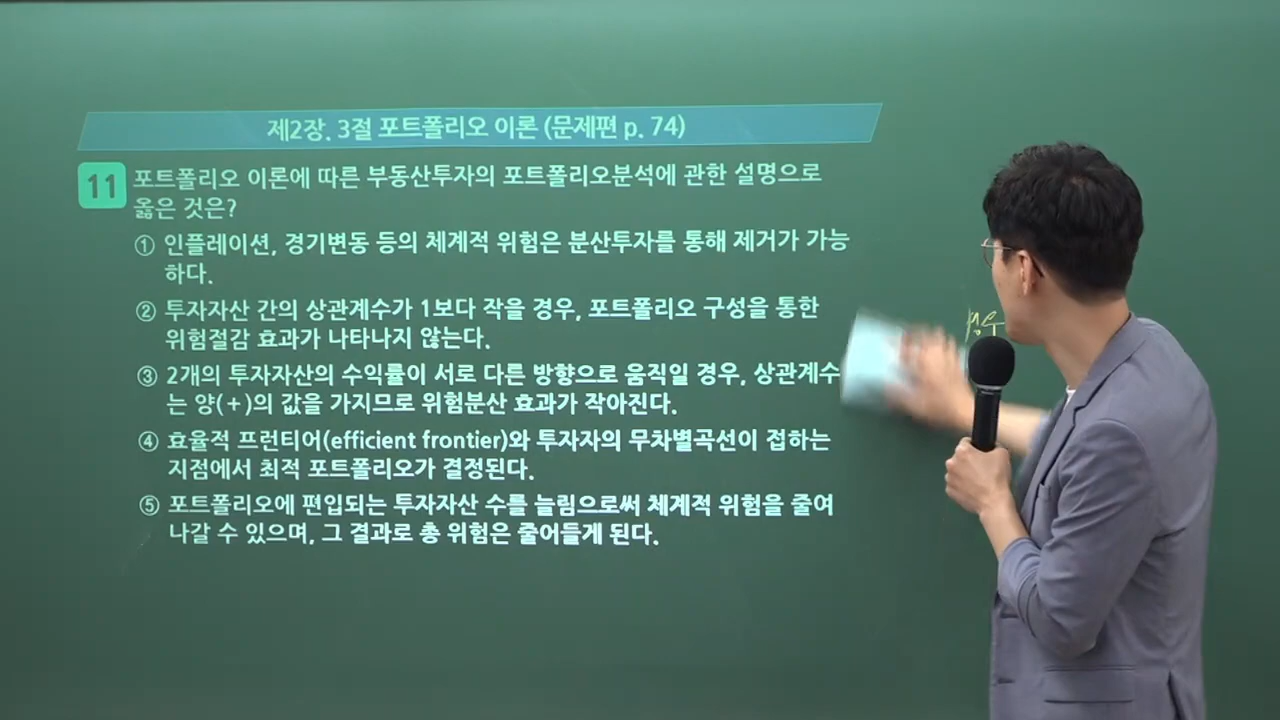 제2장. 3절 포트폴리오 이론 (문제편 p. 74)
11 포트폴리오 이론에 따른 부동산투자의 포트폴리오분석에 관한 설명으로
옳은 것은?
① 인플레이션, 경기변동 등의 체계적 위험은 분산투자를 통해 제거가 가능
하다.
② 투자자산 간의 상관계수가 1보다 작을 경우, 포트폴리오 구성을 통한
위험절감 효과가 나타나지 않는다.
③ 2개의 투자자산의 수익률이 서로 다른 방향으로 움직일 경우, 상관계수
는 양(+)의 값을 가지므로 위험분산 효과가 작아진다.
④ 효율적 프런티어(efficient frontier)와 투자자의 무차별곡선이 접하는
지점에서 최적 포트폴리오가 결정된다.
⑤ 포트폴리오에 편입되는 투자자산 수를 늘림으로써 체계적 위험을 줄여
나갈 수 있으며, 그 결과로 총 위험은 줄어들게 된다.